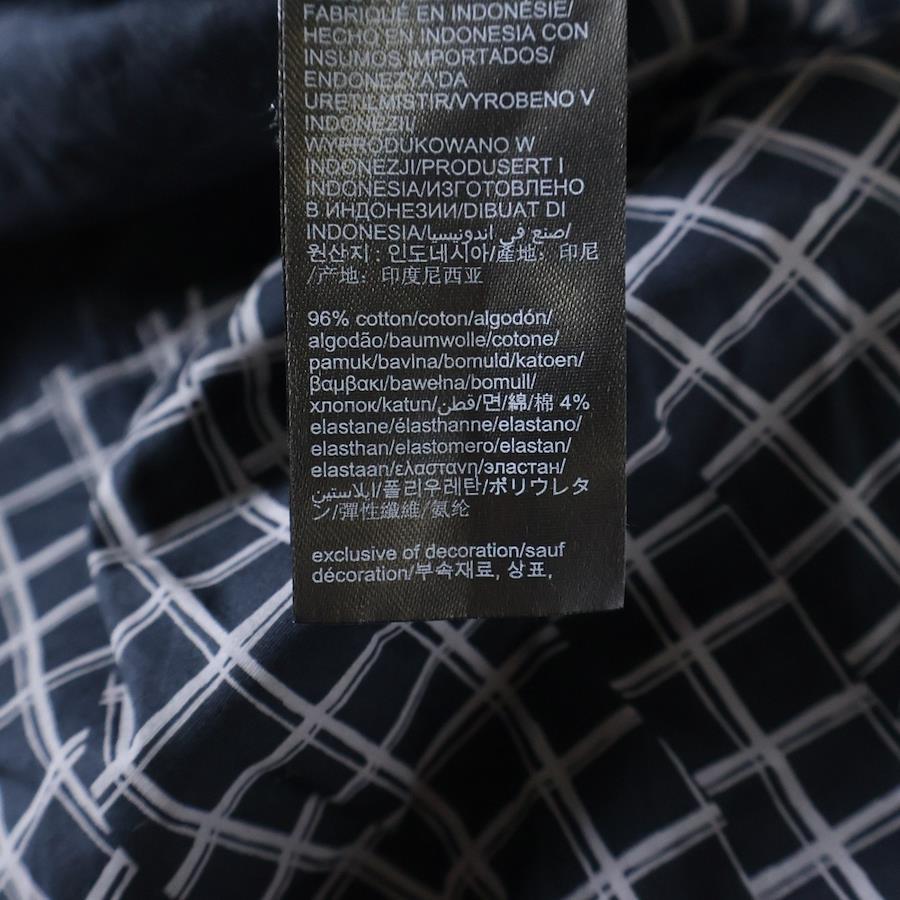 FABRIQUÉ EN INDONÉSIE/
HECHO EN INDONESIA CON
INSUMOS IMPORTADOS/
ENDONEZYA'DA
URETILMISTIR/VYROBENO V
INDONEZII/
WYPRODUKOWANO W
INDONEZJI/PRODUSERT I
INDONESIA/ИЗГОТОВЛЕНО
В ИНДОНЕЗИИ/DIBUAT DI
INDONESIA/صنع في اندونيسيا/
원산지 : 인도네시아/產地：印尼
/产地：印度尼西亚
96% cotton/coton/algodón/
algodão/baumwolle/cotone/
pamuk/bavlna/bomuld/katoen/
βαμβακι/bawełna/bomull/
хлопок/katun/قطن/면/綿/棉 4%
elastane/élasthanne/elastano/
elasthan/elastomero/elastan/
elastaan/ελαστανη/эластан/
ايلاستين/폴리우레탄/ポリウレタ
ン/彈性纖維/氨纶
exclusive of decoration/sauf
décoration/부속재료, 상표,